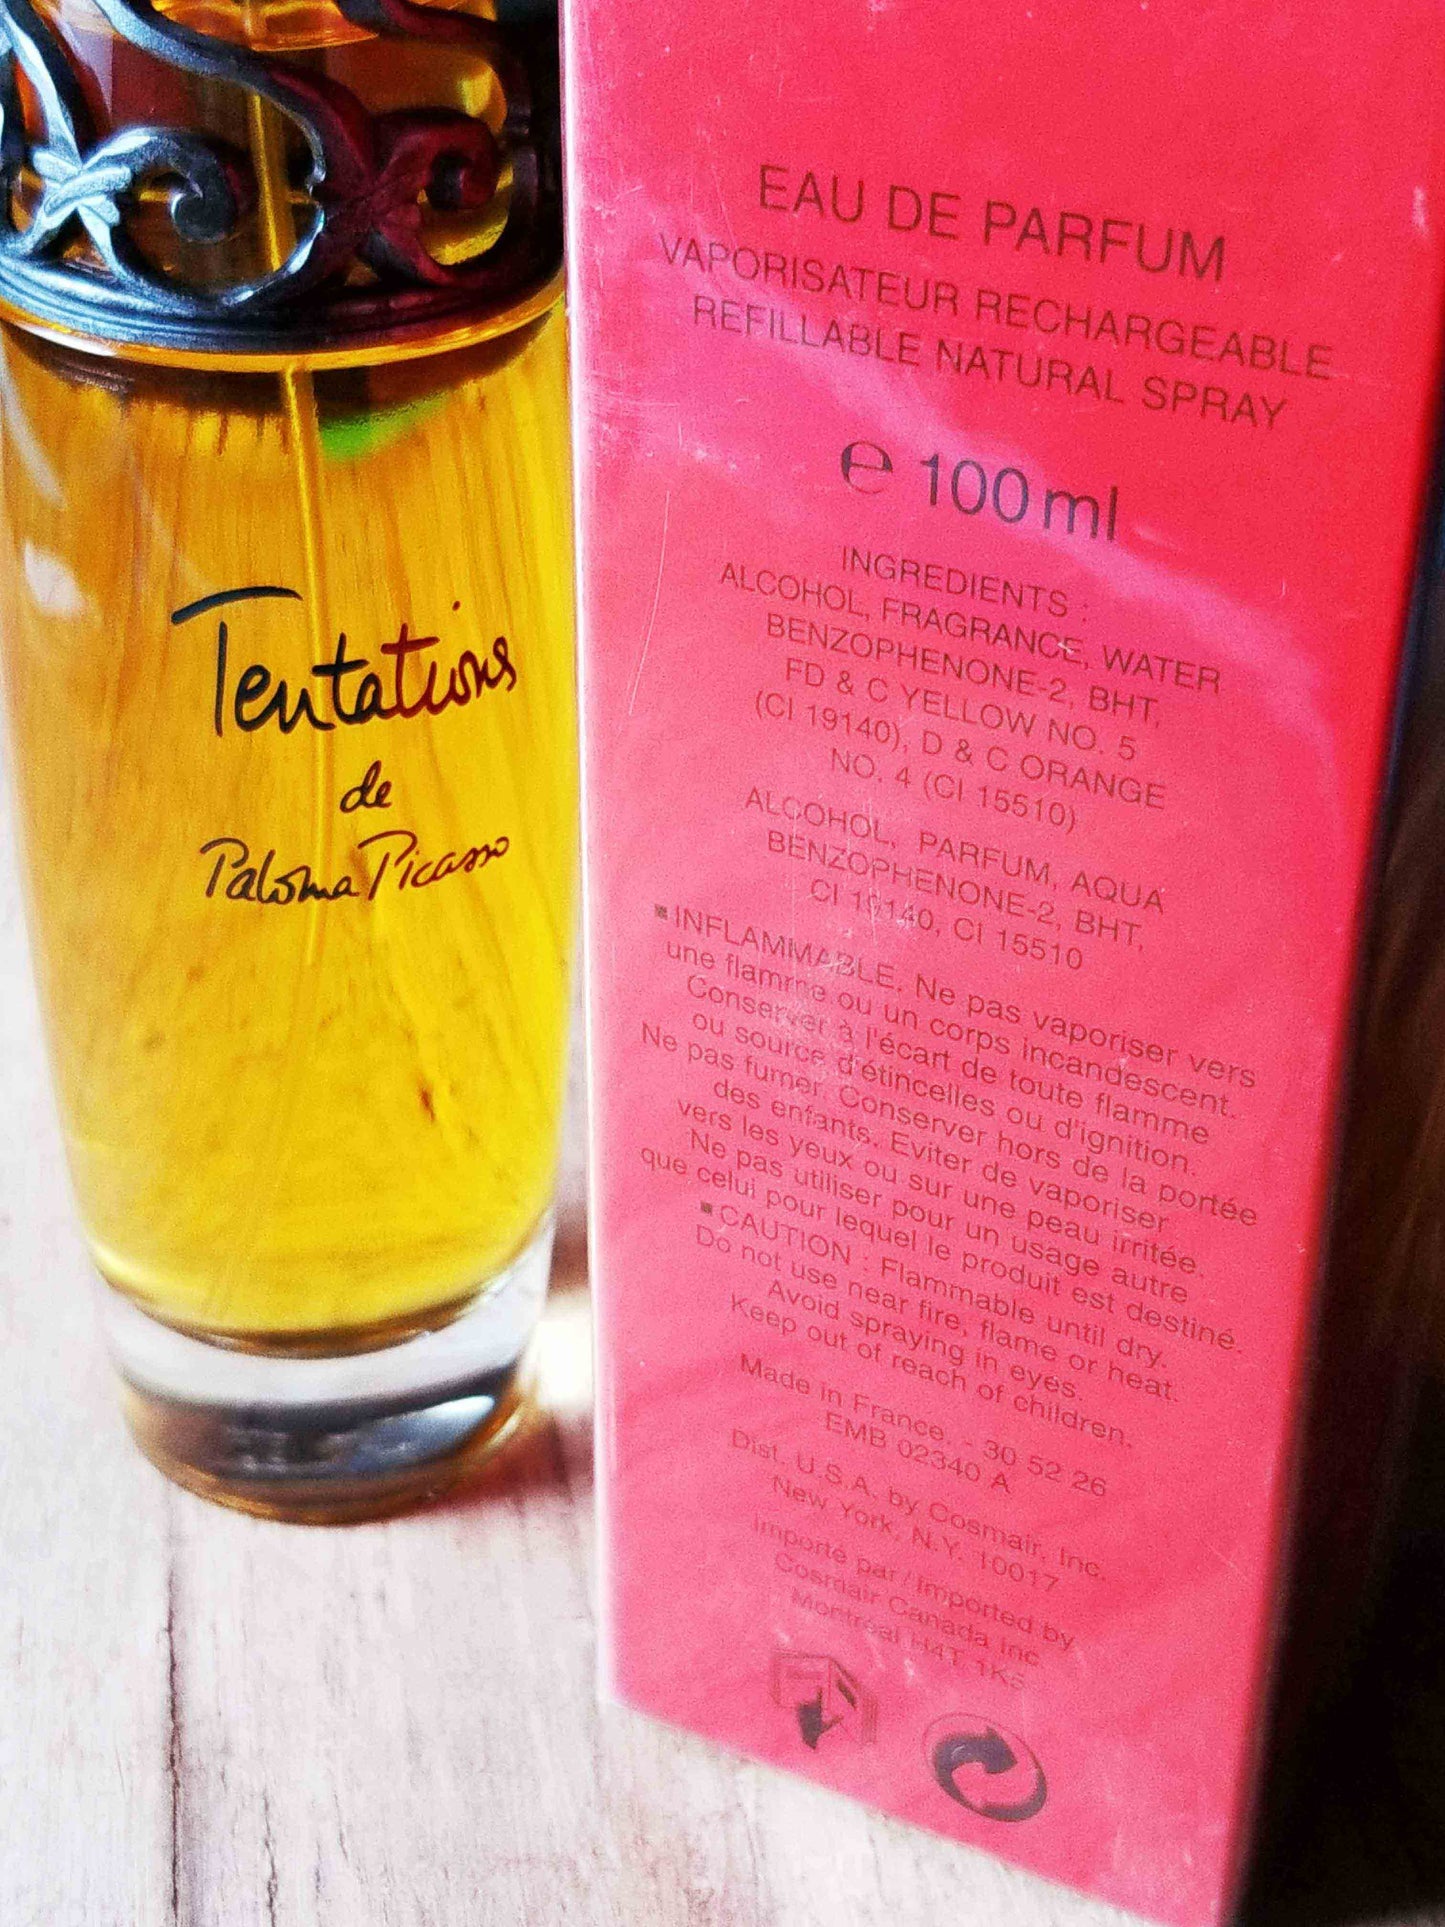 Tentations
de
Paloma Picasso
EAU DE PARFUM
VAPORISATEUR RECHARGEABLE
REFILLABLE NATURAL SPRAY
℮ 100ml
INGREDIENTS :
ALCOHOL, FRAGRANCE, WATER
BENZOPHENONE-2, BHT,
FD & C YELLOW NO. 5
(CI 19140), D & C ORANGE
NO. 4 (CI 15510)
ALCOHOL, PARFUM, AQUA
BENZOPHENONE-2, BHT,
CI 19140, CI 15510
▪INFLAMMABLE. Ne pas vaporiser vers
une flamme ou un corps incandescent.
Conserver à l'écart de toute flamme
ou source d'étincelles ou d'ignition.
Ne pas fumer. Conserver hors de la portée
des enfants. Eviter de vaporiser
vers les yeux ou sur une peau irritée.
Ne pas utiliser pour un usage autre
que celui pour lequel le produit est destiné.
▪CAUTION : Flammable until dry.
Do not use near fire, flame or heat.
Avoid spraying in eyes.
Keep out of reach of children.
Made in France. - 30 52 26
EMB 02340 A
Dist. U.S.A. by Cosmair, Inc.
New York, N.Y. 10017
Importé par / Imported by
Cosmair Canada Inc
Montréal H4T 1K5